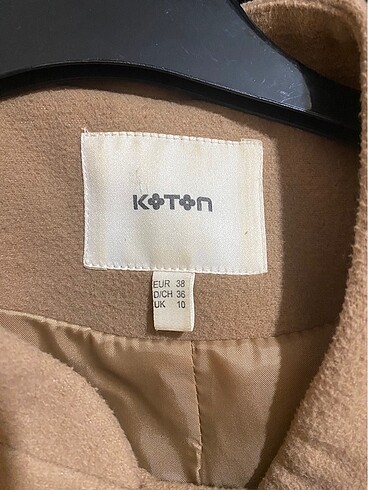 KOTON
EUR 38
D/CH 36
UK 10